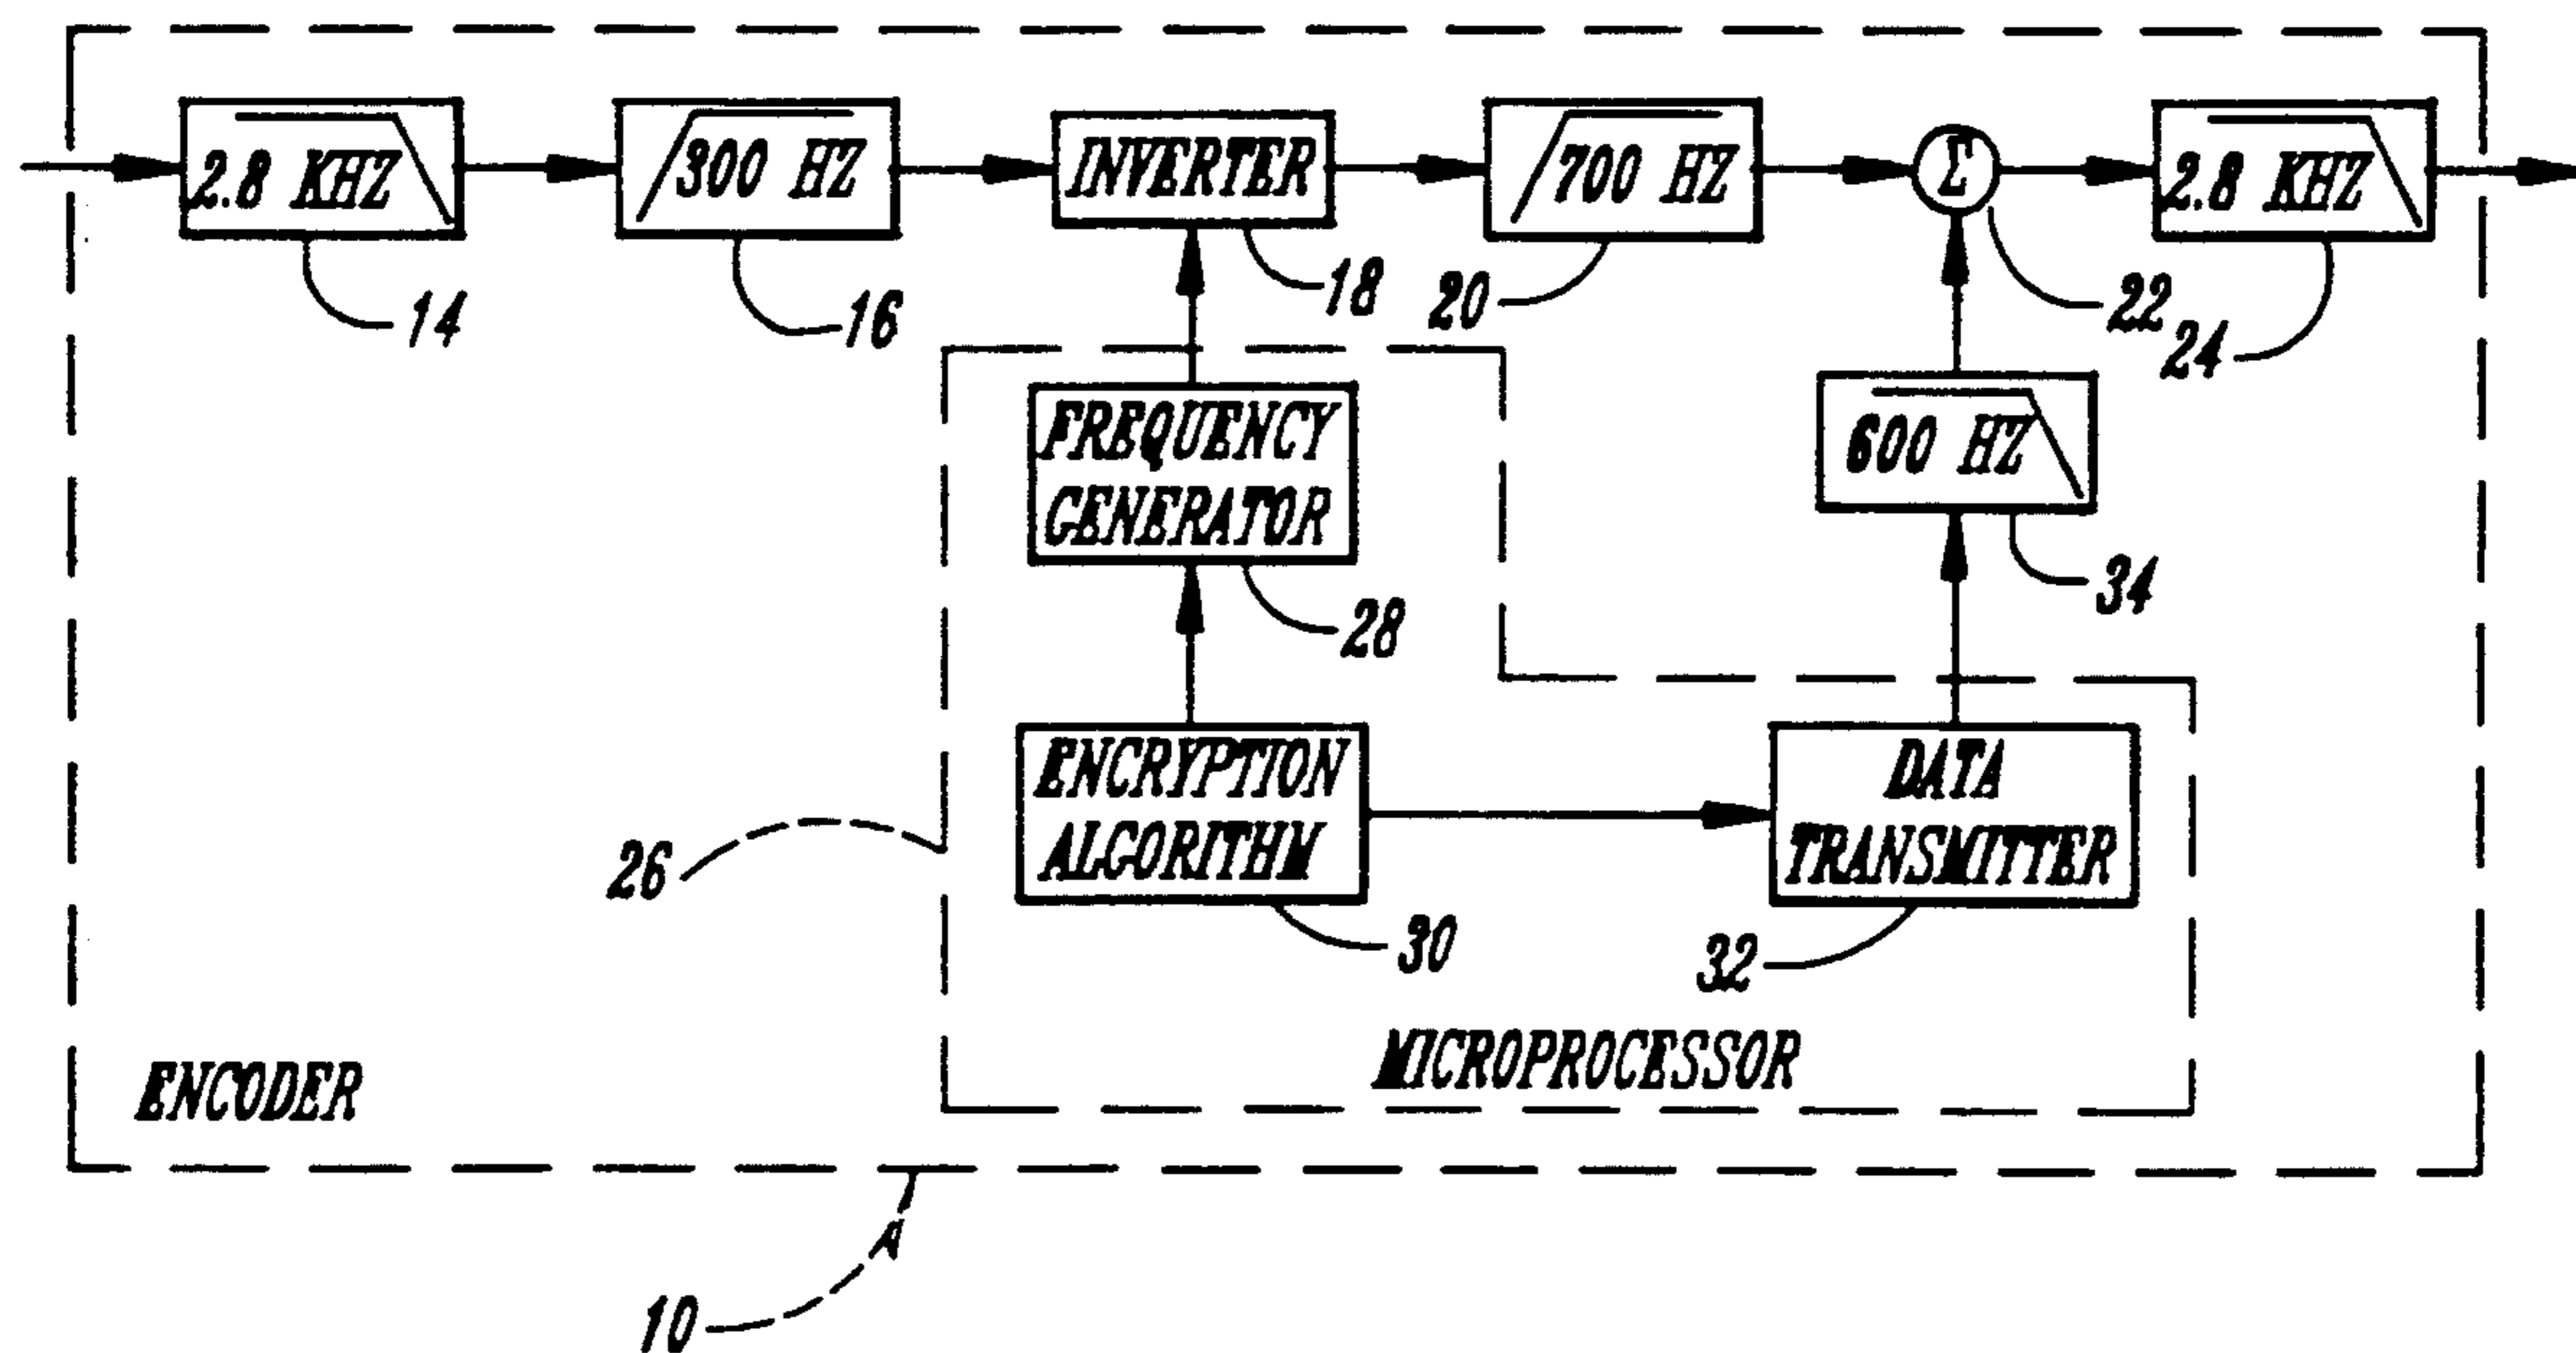 2.8 KHZ
300 HZ
INVERTER
700 HZ
Σ
2.8 KHZ
14
16
18
20
22
24
FREQUENCY
GENERATOR
28
600 HZ
34
ENCRYPTION
ALGORITHM
30
DATA
TRANSMITTER
32
26
MICROPROCESSOR
ENCODER
10